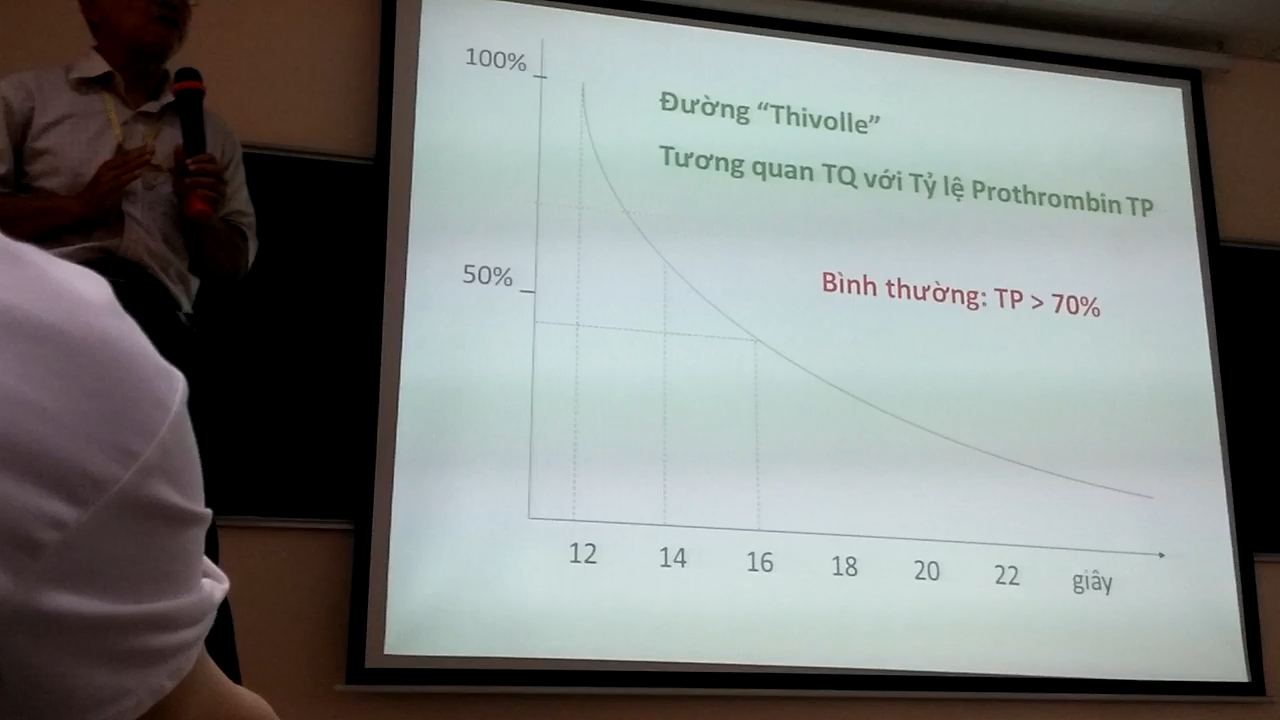 100%
Đường “Thivolle”
Tương quan TQ với Tỷ lệ Prothrombin TP
50%
Bình thường: TP > 70%
12 14 16 18 20 22 giây